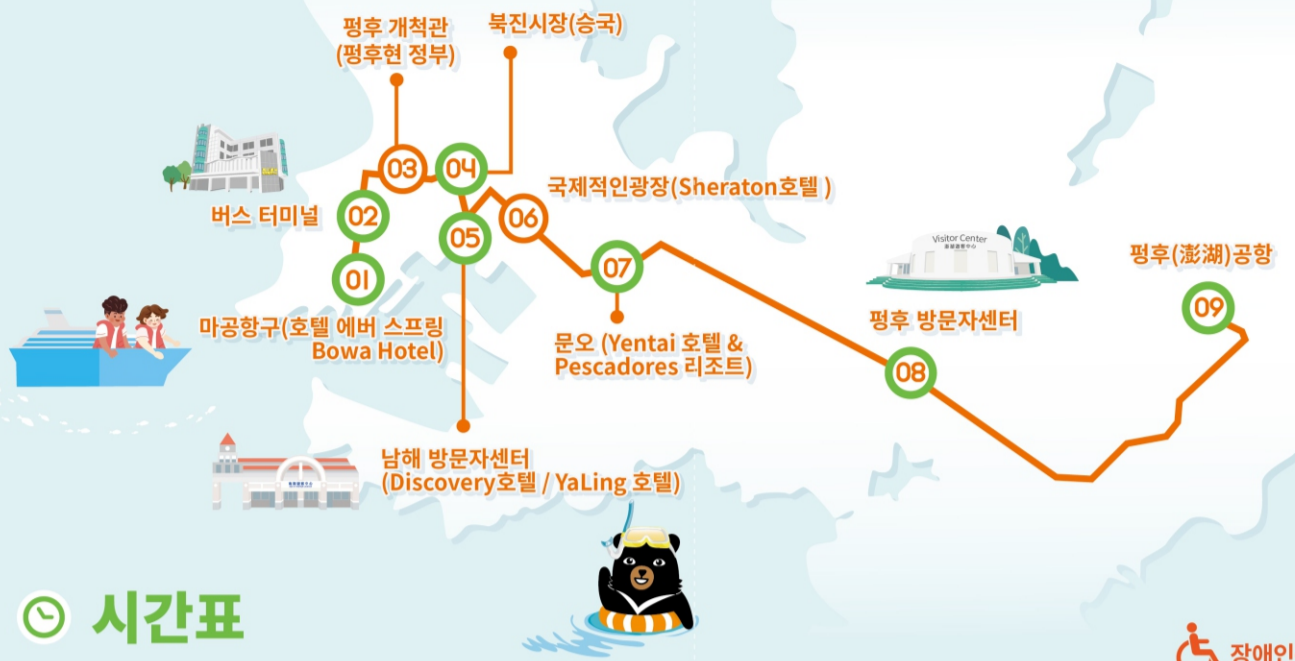 펑후 개척관
(펑후현 정부)
북진시장(승국)
03
04
국제적인광장(Sheraton호텔 )
버스 터미널
02
05
06
Visitor Center
07
펑후(澎湖)공항
01
09
마공항구(호텔 에버 스프링
Bowa Hotel)
펑후 방문자센터
문오 (Yentai 호텔 &
Pescadores 리조트)
08
남해 방문자센터
(Discovery호텔 / YaLing 호텔)
시간표
장애인